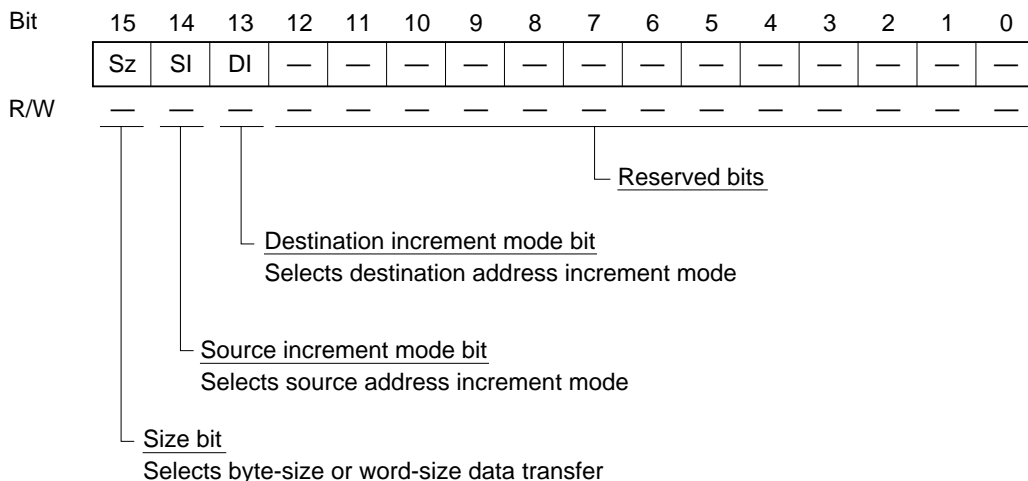 Bit 15 14 13 12 11 10 9 8 7 6 5 4 3 2 1 0
Sz SI DI — — — — — — — — — — — — —
R/W — — — — — — — — — — — — — — — —
Reserved bits
Destination increment mode bit
Selects destination address increment mode
Source increment mode bit
Selects source address increment mode
Size bit
Selects byte-size or word-size data transfer